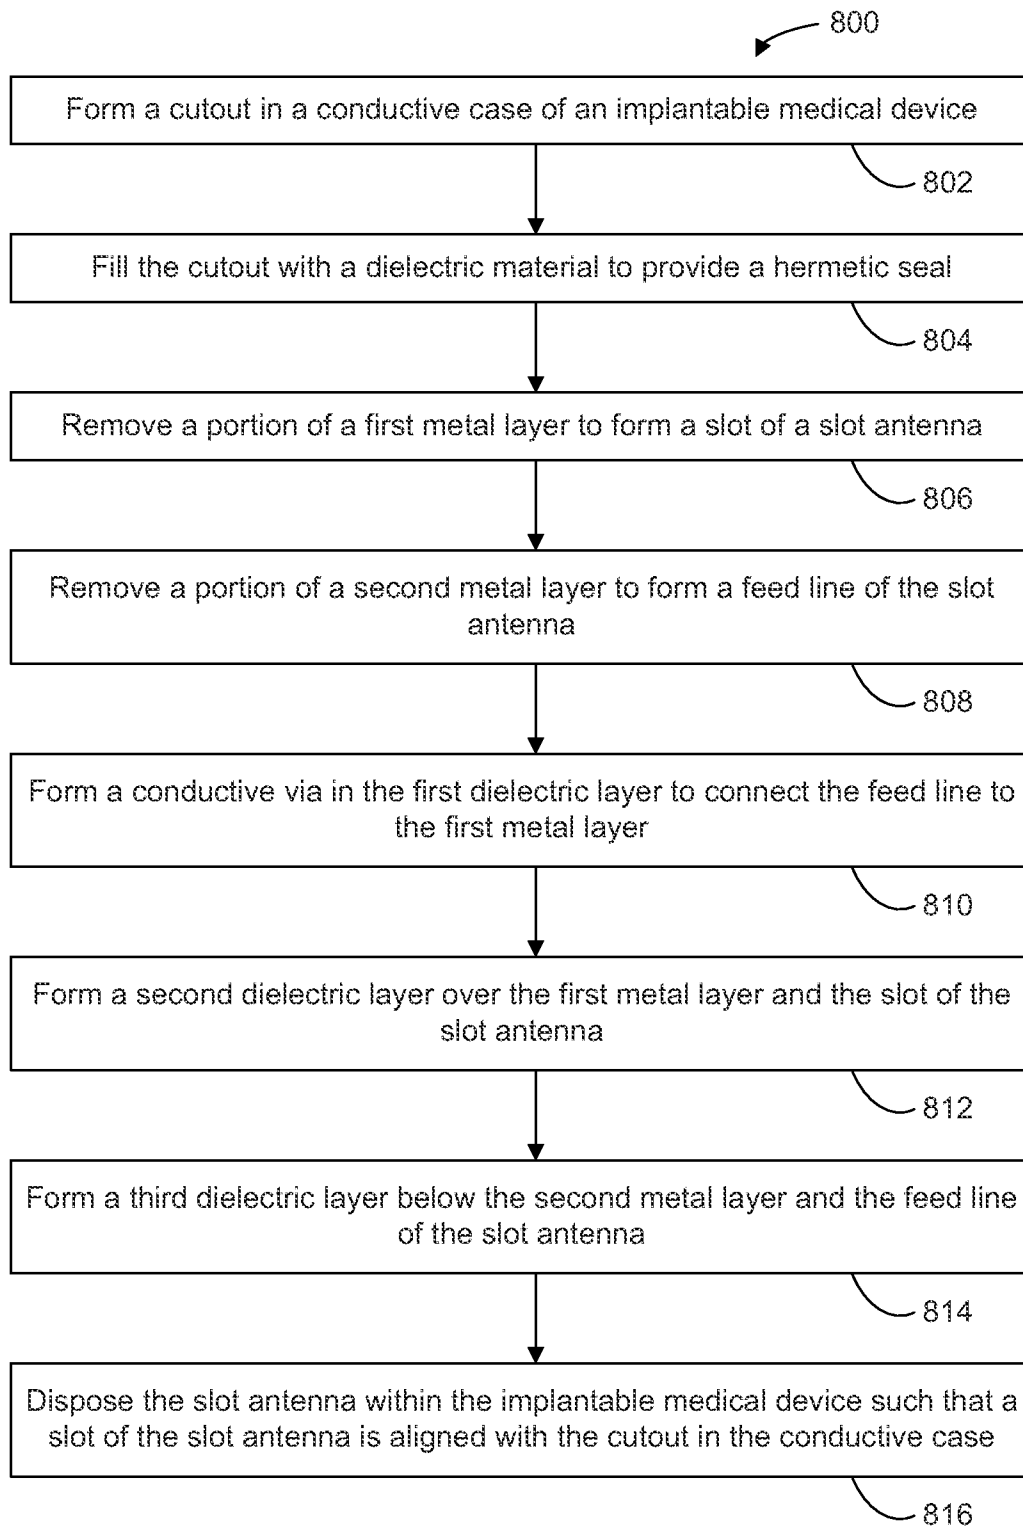 800
Form a cutout in a conductive case of an implantable medical device
802
Fill the cutout with a dielectric material to provide a hermetic seal
804
Remove a portion of a first metal layer to form a slot of a slot antenna
806
Remove a portion of a second metal layer to form a feed line of the slot
antenna
808
Form a conductive via in the first dielectric layer to connect the feed line to
the first metal layer
810
Form a second dielectric layer over the first metal layer and the slot of the
slot antenna
812
Form a third dielectric layer below the second metal layer and the feed line
of the slot antenna
814
Dispose the slot antenna within the implantable medical device such that a
slot of the slot antenna is aligned with the cutout in the conductive case
816